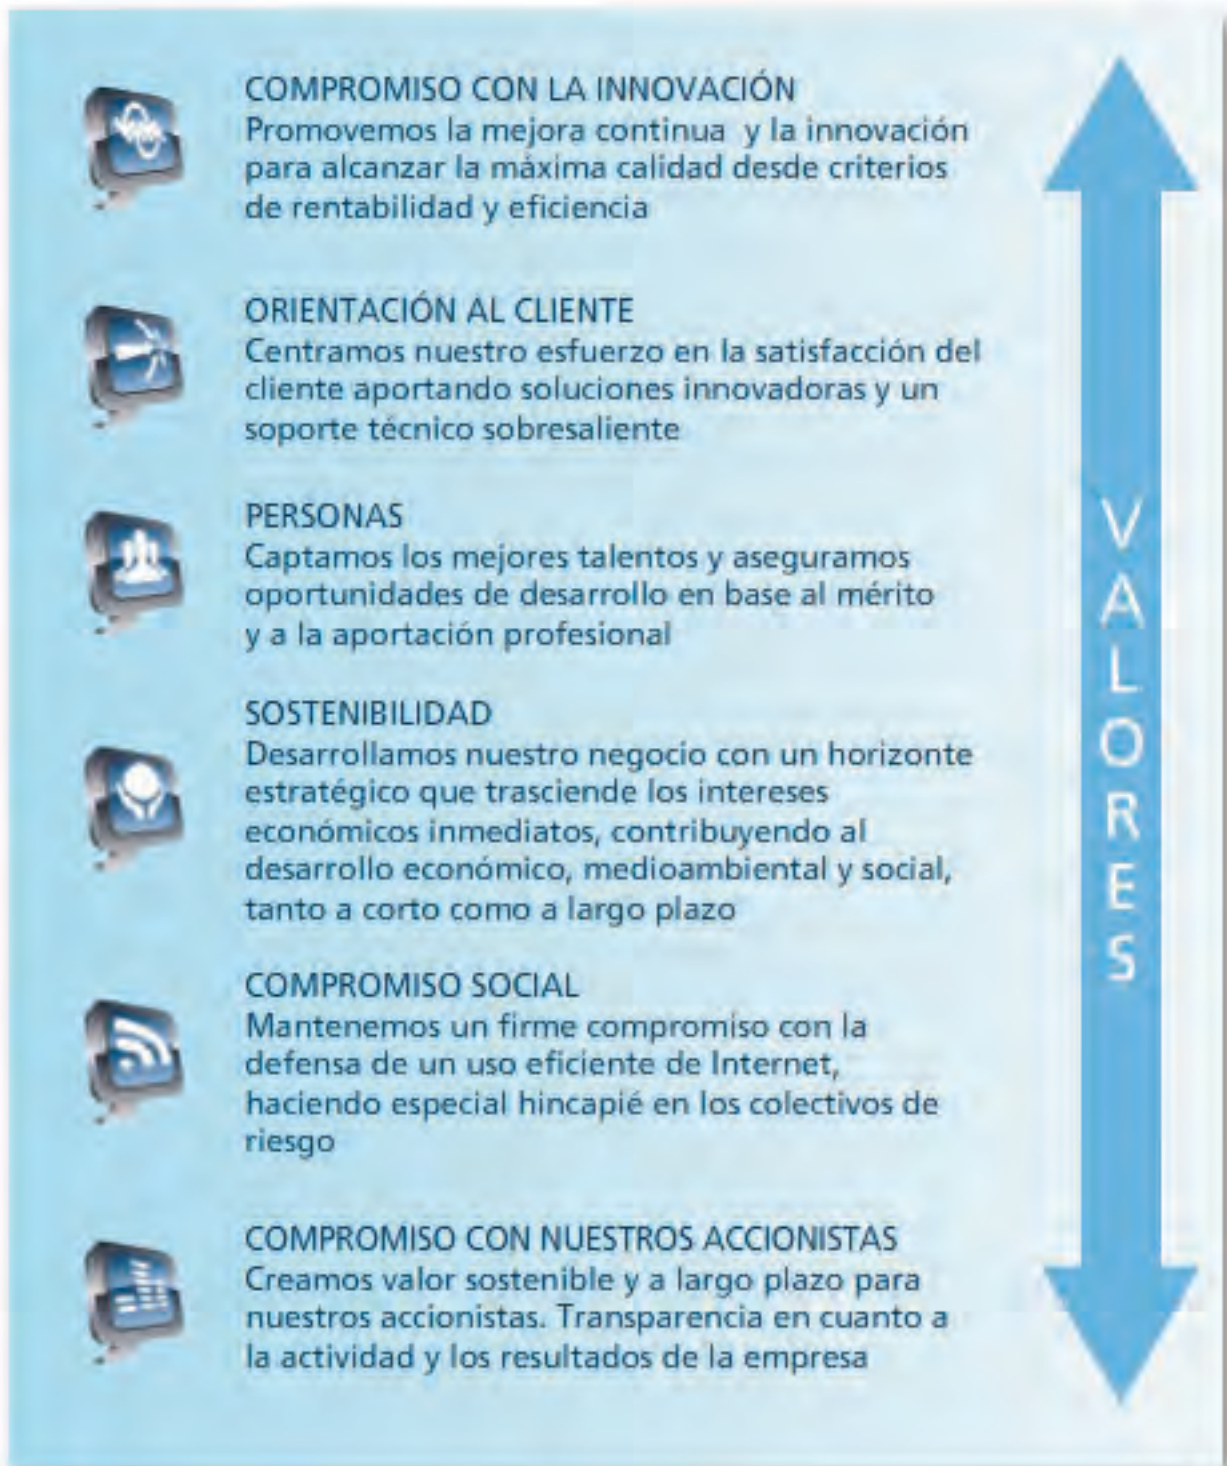 COMPROMISO CON LA INNOVACIÓN
Promovemos la mejora continua y la innovación
para alcanzar la máxima calidad desde criterios
de rentabilidad y eficiencia
ORIENTACIÓN AL CLIENTE
Centramos nuestro esfuerzo en la satisfacción del
cliente aportando soluciones innovadoras y un
soporte técnico sobresaliente
PERSONAS
Captamos los mejores talentos y aseguramos
oportunidades de desarrollo en base al mérito
y a la aportación profesional
SOSTENIBILIDAD
Desarrollamos nuestro negocio con un horizonte
estratégico que trasciende los intereses
económicos inmediatos, contribuyendo al
desarrollo económico, medioambiental y social,
tanto a corto como a largo plazo
COMPROMISO SOCIAL
Mantenemos un firme compromiso con la
defensa de un uso eficiente de Internet,
haciendo especial hincapié en los colectivos de
riesgo
COMPROMISO CON NUESTROS ACCIONISTAS
Creamos valor sostenible y a largo plazo para
nuestros accionistas. Transparencia en cuanto a
la actividad y los resultados de la empresa
VALORES